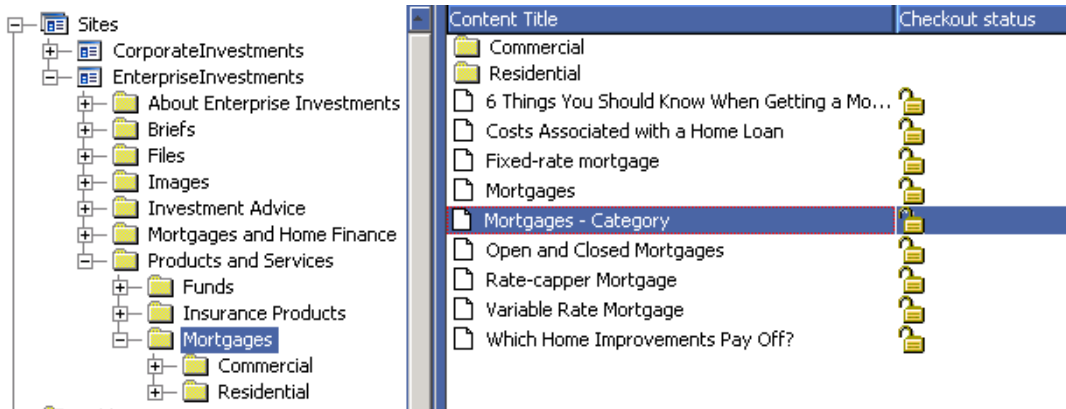 Sites
CorporateInvestments
EnterpriseInvestments
About Enterprise Investments
Briefs
Files
Images
Investment Advice
Mortgages and Home Finance
Products and Services
Funds
Insurance Products
Mortgages
Commercial
Residential
Content Title Checkout status
Commercial
Residential
6 Things You Should Know When Getting a Mo...
Costs Associated with a Home Loan
Fixed-rate mortgage
Mortgages
Mortgages - Category
Open and Closed Mortgages
Rate-capper Mortgage
Variable Rate Mortgage
Which Home Improvements Pay Off?